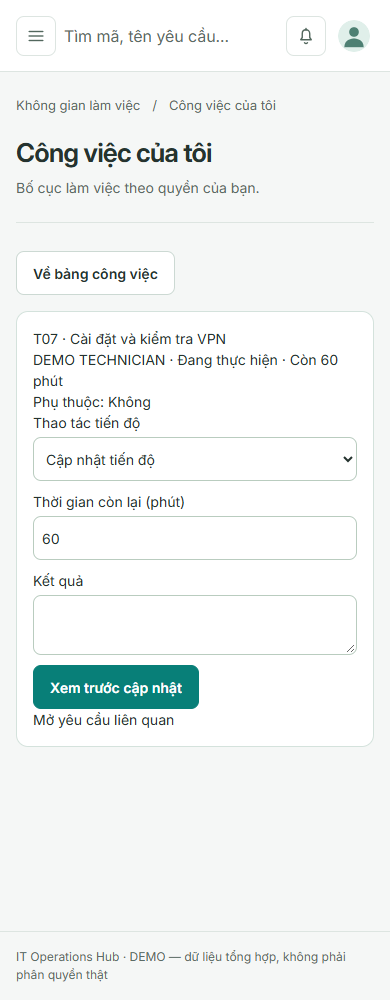 Tìm mã, tên yêu cầu...
Không gian làm việc / Công việc của tôi
Công việc của tôi
Bố cục làm việc theo quyền của bạn.
Về bảng công việc
T07 · Cài đặt và kiểm tra VPN
DEMO TECHNICIAN · Đang thực hiện · Còn 60
phút
Phụ thuộc: Không
Thao tác tiến độ
Cập nhật tiến độ
Thời gian còn lại (phút)
60
Kết quả
Xem trước cập nhật
Mở yêu cầu liên quan
IT Operations Hub · DEMO — dữ liệu tổng hợp, không phải
phân quyền thật